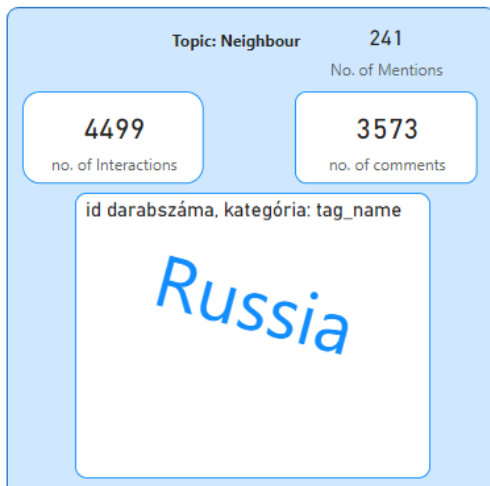 Topic: Neighbour
241
No. of Mentions
4499
no. of Interactions
3573
no. of comments
id darabszáma, kategória: tag_name
Russia